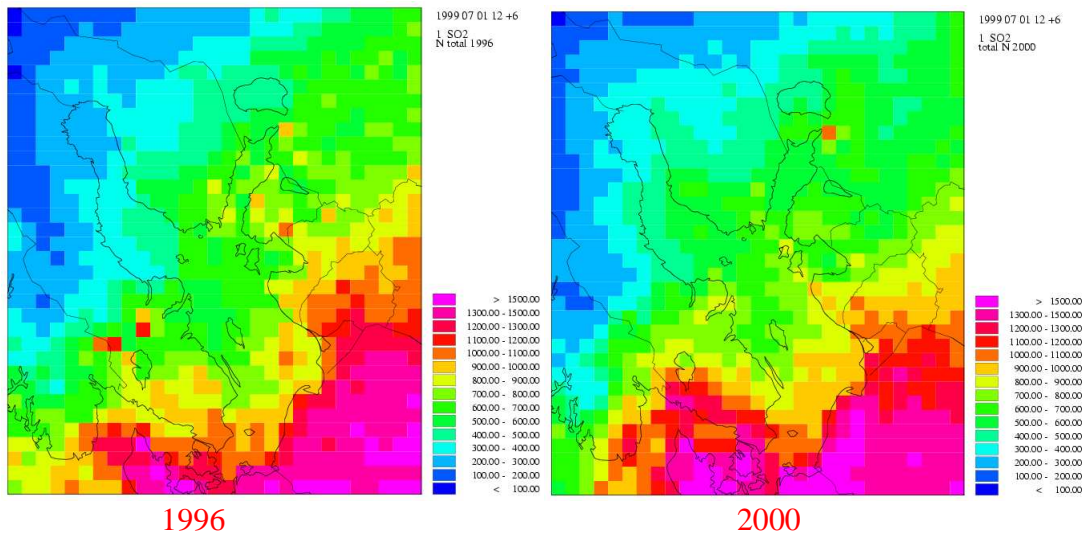 1999 07 01 12 +6
1 SO2
N total 1996
> 1500.00
1300.00 - 1500.00
1200.00 - 1300.00
1100.00 - 1200.00
1000.00 - 1100.00
900.00 - 1000.00
800.00 - 900.00
700.00 - 800.00
600.00 - 700.00
500.00 - 600.00
400.00 - 500.00
300.00 - 400.00
200.00 - 300.00
100.00 - 200.00
< 100.00
1996
1999 07 01 12 +6
1 SO2
total N 2000
> 1500.00
1300.00 - 1500.00
1200.00 - 1300.00
1100.00 - 1200.00
1000.00 - 1100.00
900.00 - 1000.00
800.00 - 900.00
700.00 - 800.00
600.00 - 700.00
500.00 - 600.00
400.00 - 500.00
300.00 - 400.00
200.00 - 300.00
100.00 - 200.00
< 100.00
2000